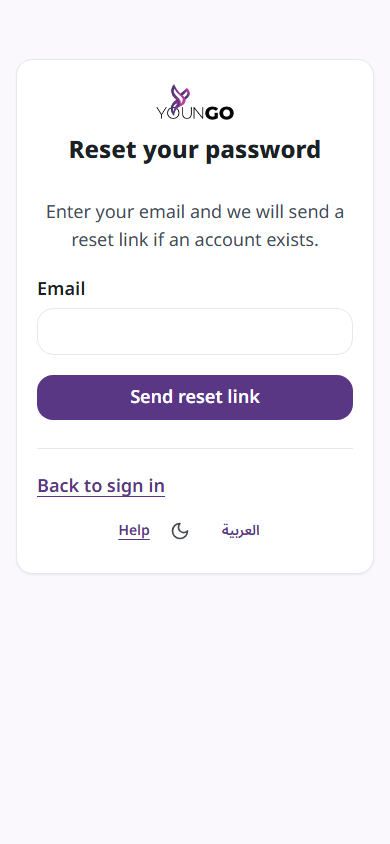 YOUNGO
Reset your password
Enter your email and we will send a
reset link if an account exists.
Email
Send reset link
Back to sign in
Help
العربية